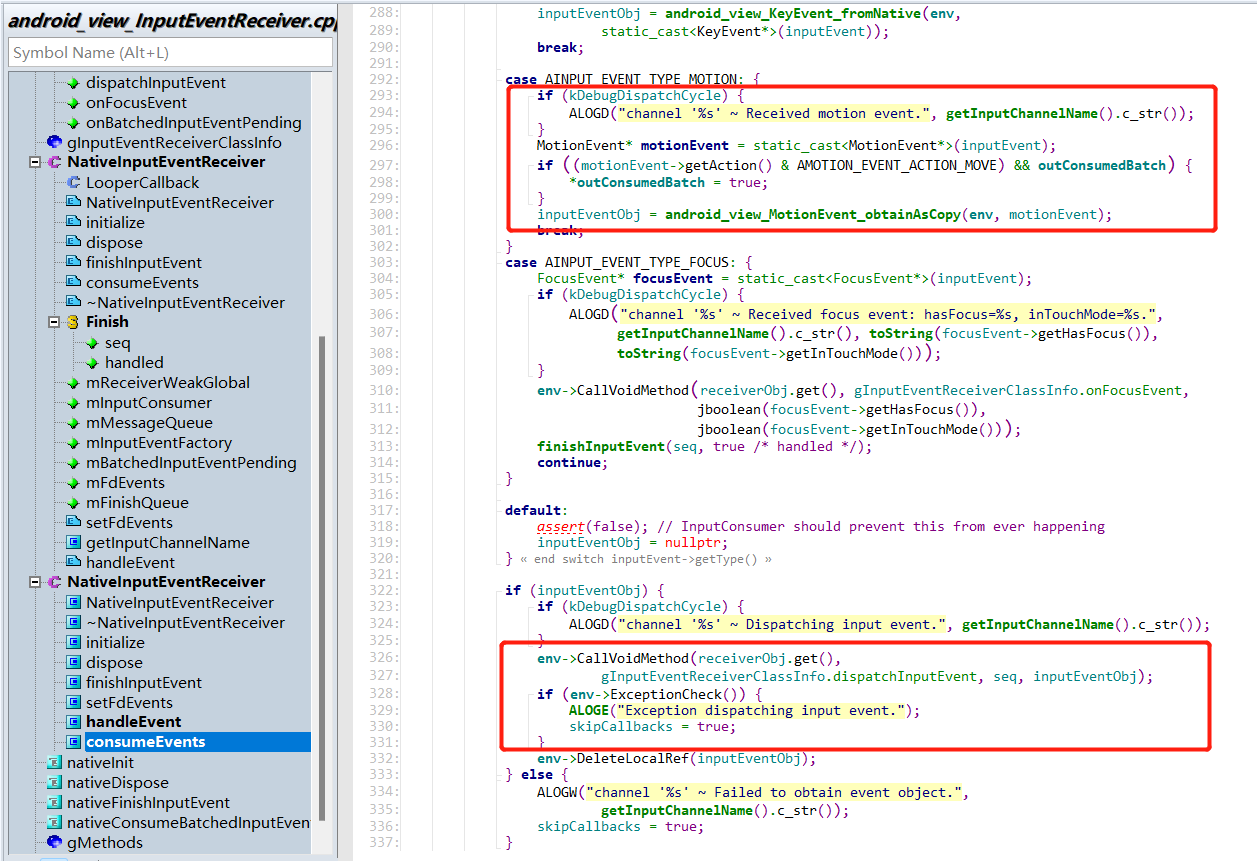 android_view_InputEventReceiver.cpp
Symbol Name (Alt+L)
dispatchInputEvent
onFocusEvent
onBatchedInputEventPending
gInputEventReceiverClassInfo
NativeInputEventReceiver
LooperCallback
NativeInputEventReceiver
initialize
dispose
finishInputEvent
consumeEvents
~NativeInputEventReceiver
Finish
seq
handled
mReceiverWeakGlobal
mInputConsumer
mMessageQueue
mInputEventFactory
mBatchedInputEventPending
mFdEvents
mFinishQueue
setFdEvents
getInputChannelName
handleEvent
NativeInputEventReceiver
NativeInputEventReceiver
~NativeInputEventReceiver
initialize
dispose
finishInputEvent
setFdEvents
handleEvent
consumeEvents
nativeInit
nativeDispose
nativeFinishInputEvent
nativeConsumeBatchedInputEven
gMethods
288: inputEventObj = android_view_KeyEvent_fromNative(env,
289: static_cast<KeyEvent*>(inputEvent));
290: break;
291:
292: case AINPUT_EVENT_TYPE_MOTION: {
293: if (kDebugDispatchCycle) {
294: ALOGD("channel '%s' ~ Received motion event.", getInputChannelName().c_str());
295: }
296: MotionEvent* motionEvent = static_cast<MotionEvent*>(inputEvent);
297: if ((motionEvent->getAction() & AMOTION_EVENT_ACTION_MOVE) && outConsumedBatch) {
298: *outConsumedBatch = true;
299: }
300: inputEventObj = android_view_MotionEvent_obtainAsCopy(env, motionEvent);
301: break;
302: }
303: case AINPUT_EVENT_TYPE_FOCUS: {
304: FocusEvent* focusEvent = static_cast<FocusEvent*>(inputEvent);
305: if (kDebugDispatchCycle) {
306: ALOGD("channel '%s' ~ Received focus event: hasFocus=%s, inTouchMode=%s.",
307: getInputChannelName().c_str(), toString(focusEvent->getHasFocus()),
308: toString(focusEvent->getInTouchMode()));
309: }
310: env->CallVoidMethod(receiverObj.get(), gInputEventReceiverClassInfo.onFocusEvent,
311: jboolean(focusEvent->getHasFocus()),
312: jboolean(focusEvent->getInTouchMode()));
313: finishInputEvent(seq, true /* handled */);
314: continue;
315: }
316:
317: default:
318: assert(false); // InputConsumer should prevent this from ever happening
319: inputEventObj = nullptr;
320: } « end switch inputEvent->getType() »
321:
322: if (inputEventObj) {
323: if (kDebugDispatchCycle) {
324: ALOGD("channel '%s' ~ Dispatching input event.", getInputChannelName().c_str());
325: }
326: env->CallVoidMethod(receiverObj.get(),
327: gInputEventReceiverClassInfo.dispatchInputEvent, seq, inputEventObj);
328: if (env->ExceptionCheck()) {
329: ALOGE("Exception dispatching input event.");
330: skipCallbacks = true;
331: }
332: env->DeleteLocalRef(inputEventObj);
333: } else {
334: ALOGW("channel '%s' ~ Failed to obtain event object.",
335: getInputChannelName().c_str());
336: skipCallbacks = true;
337: }